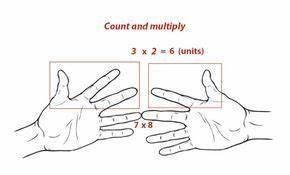 Count and multiply
3 x 2 = 6 (units)
7 x 8